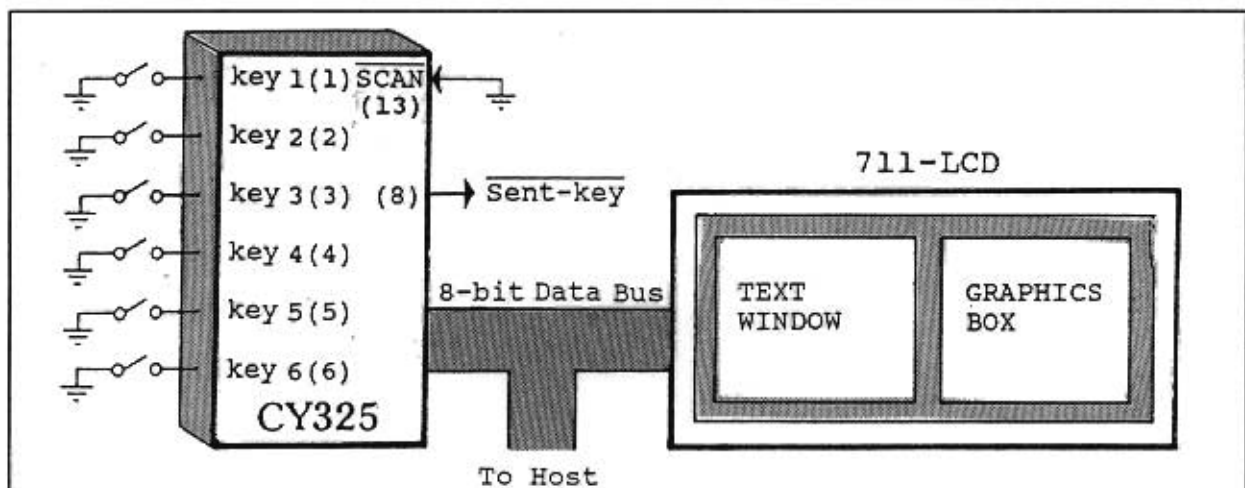 key 1(1) SCAN
(13)
key 2(2)
key 3(3) (8) Sent-key
key 4(4)
key 5(5)
key 6(6)
CY325
8-bit Data Bus
To Host
711-LCD
TEXT
WINDOW
GRAPHICS
BOX